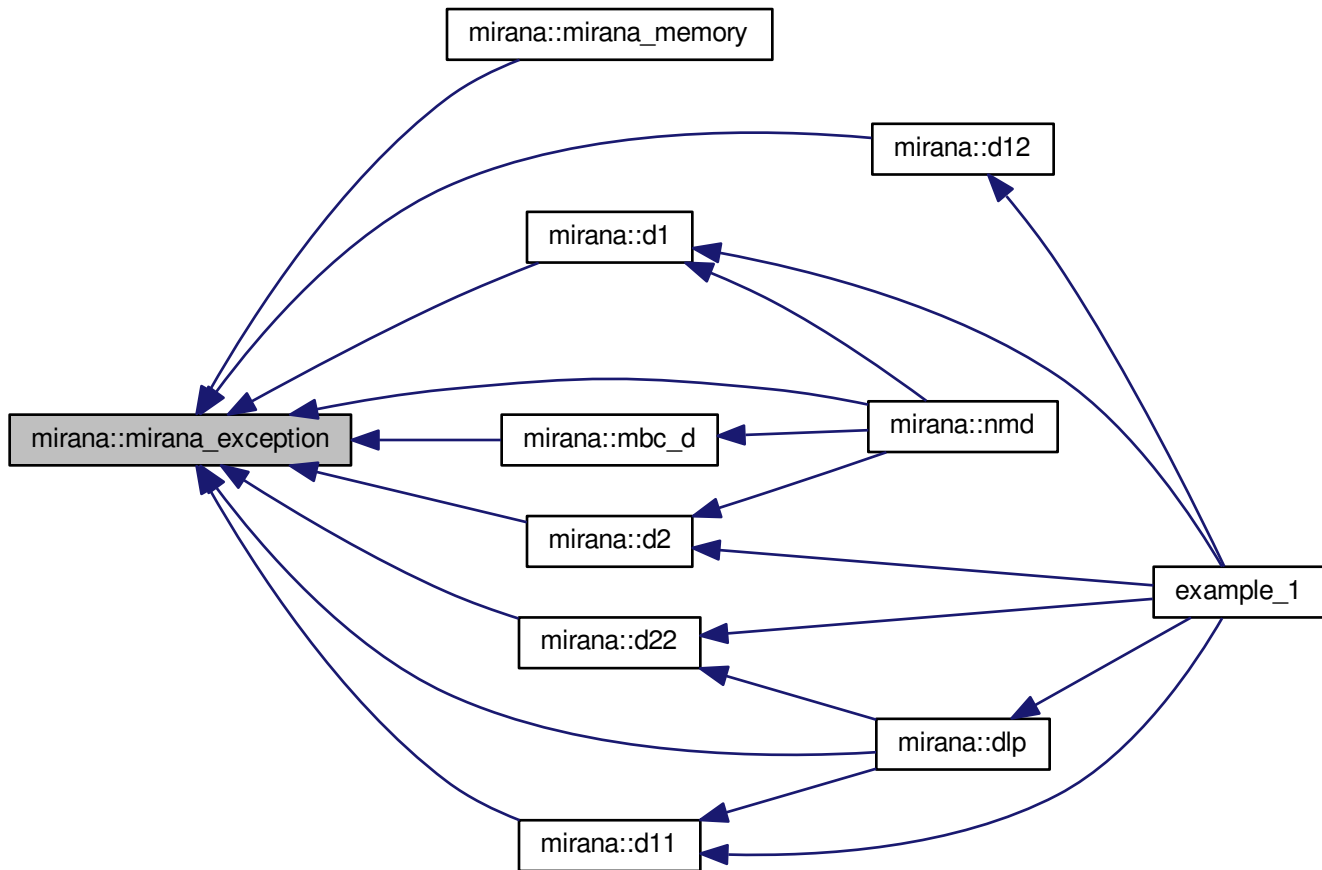 mirana::mirana_memory
mirana::d12
mirana::d1
mirana::nmd
mirana::mirana_exception
mirana::mbc_d
mirana::d2
example_1
mirana::d22
mirana::dlp
mirana::d11